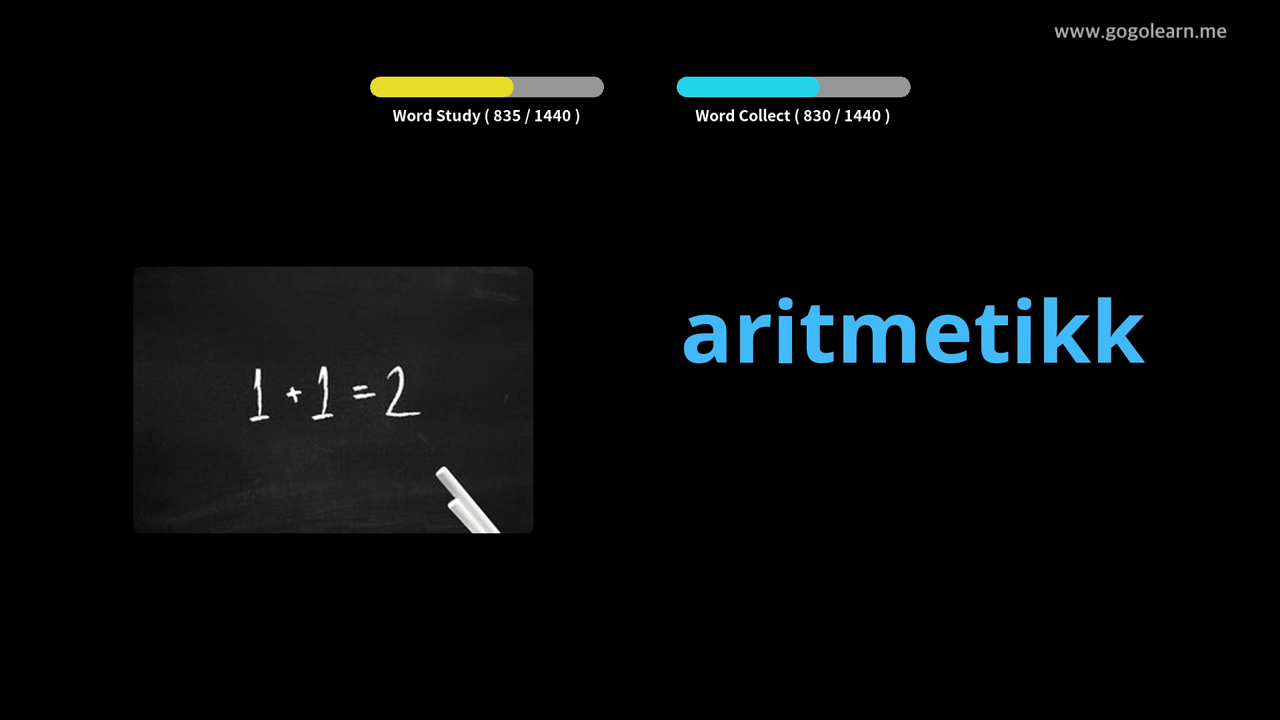 www.gogolearn.me
Word Study ( 835 / 1440 )
Word Collect ( 830 / 1440 )
aritmetikk
1 + 1 = 2